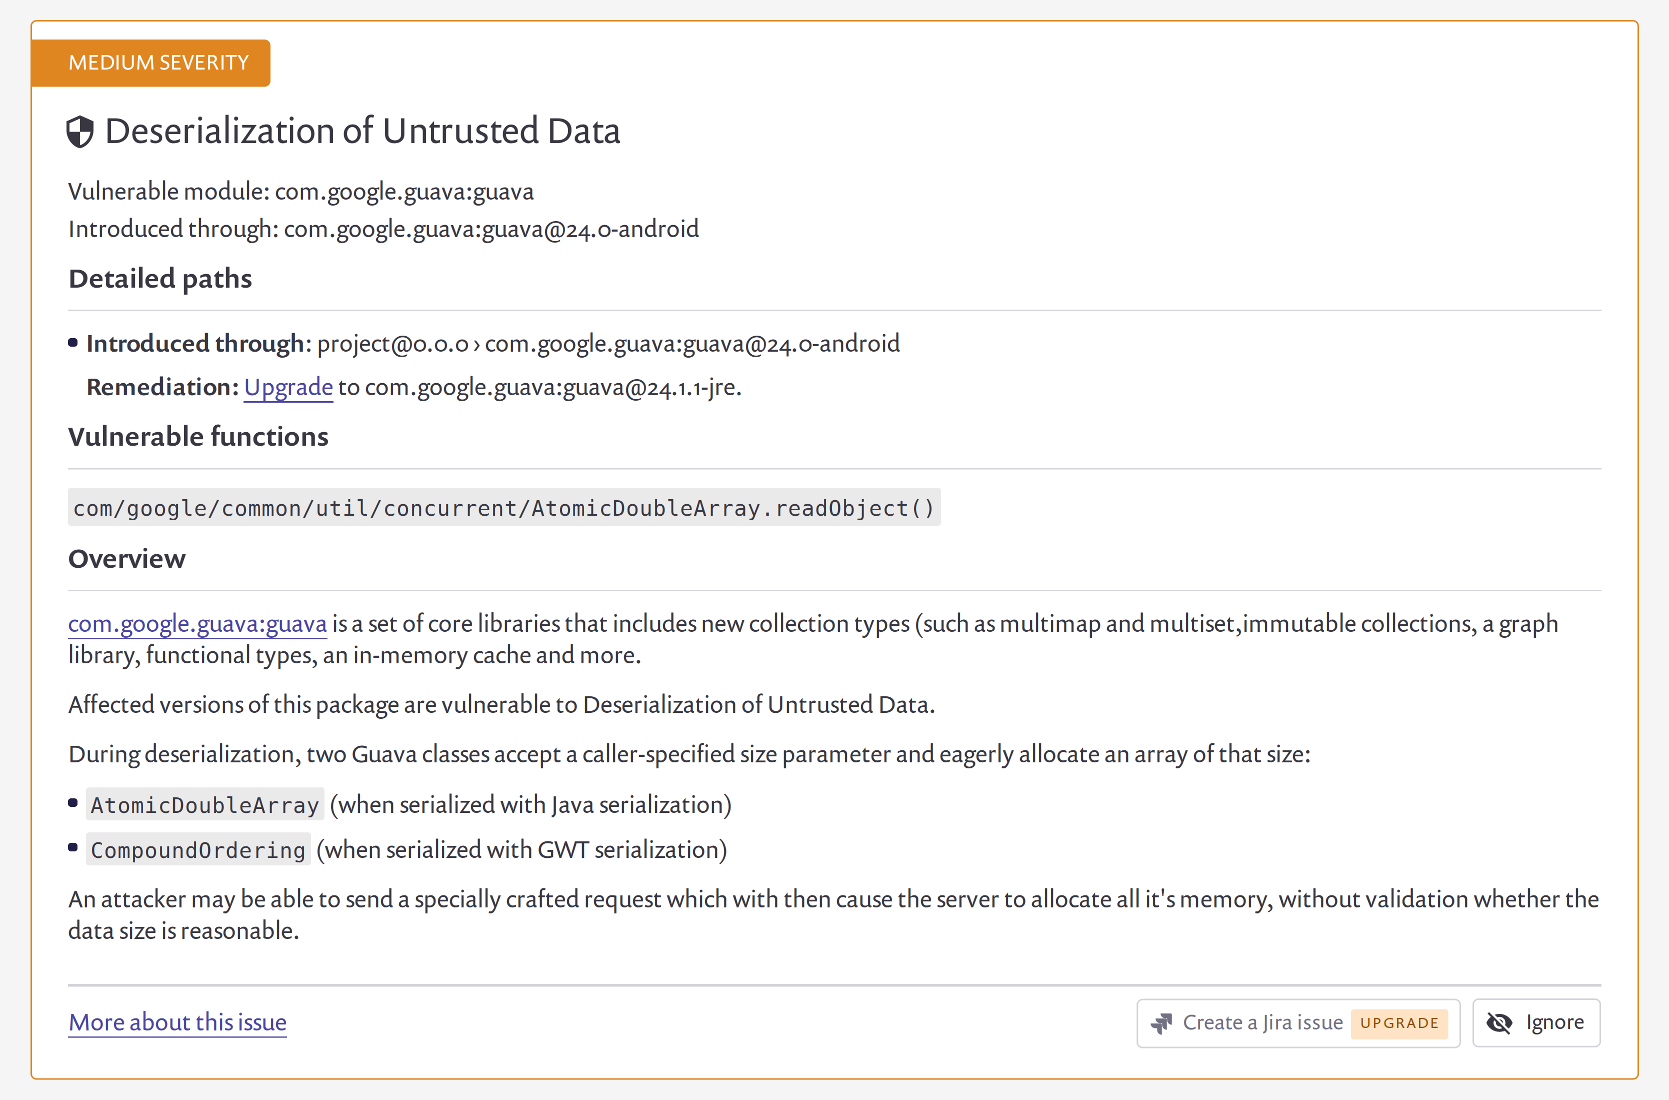 MEDIUM SEVERITY
Deserialization of Untrusted Data
Vulnerable module: com.google.guava:guava
Introduced through: com.google.guava:guava@24.0-android
Detailed paths
• Introduced through: project@0.0.0 › com.google.guava:guava@24.0-android
Remediation: Upgrade to com.google.guava:guava@24.1.1-jre.
Vulnerable functions
com/google/common/util/concurrent/AtomicDoubleArray.readObject()
Overview
com.google.guava:guava is a set of core libraries that includes new collection types (such as multimap and multiset,immutable collections, a graph
library, functional types, an in-memory cache and more.
Affected versions of this package are vulnerable to Deserialization of Untrusted Data.
During deserialization, two Guava classes accept a caller-specified size parameter and eagerly allocate an array of that size:
• AtomicDoubleArray (when serialized with Java serialization)
• CompoundOrdering (when serialized with GWT serialization)
An attacker may be able to send a specially crafted request which with then cause the server to allocate all it's memory, without validation whether the
data size is reasonable.
More about this issue
Create a Jira issue UPGRADE
Ignore